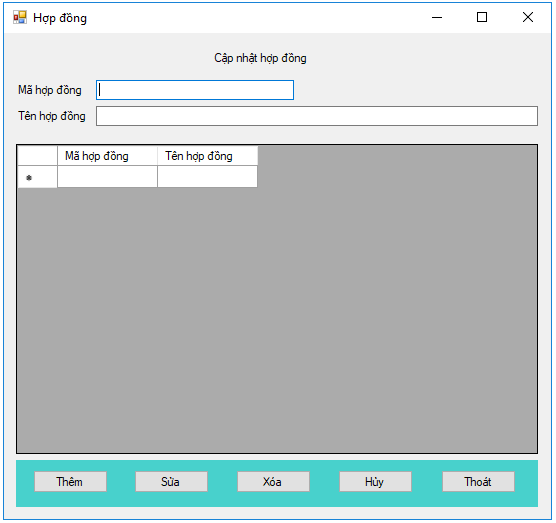 Hợp đồng
Cập nhật hợp đồng
Mã hợp đồng
Tên hợp đồng
Mã hợp đồng Tên hợp đồng
Thêm Sửa Xóa Hủy Thoát